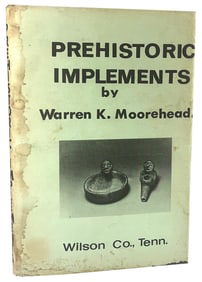 PREHISTORIC
IMPLEMENTS
by
Warren K. Moorehead.
Wilson Co., Tenn.